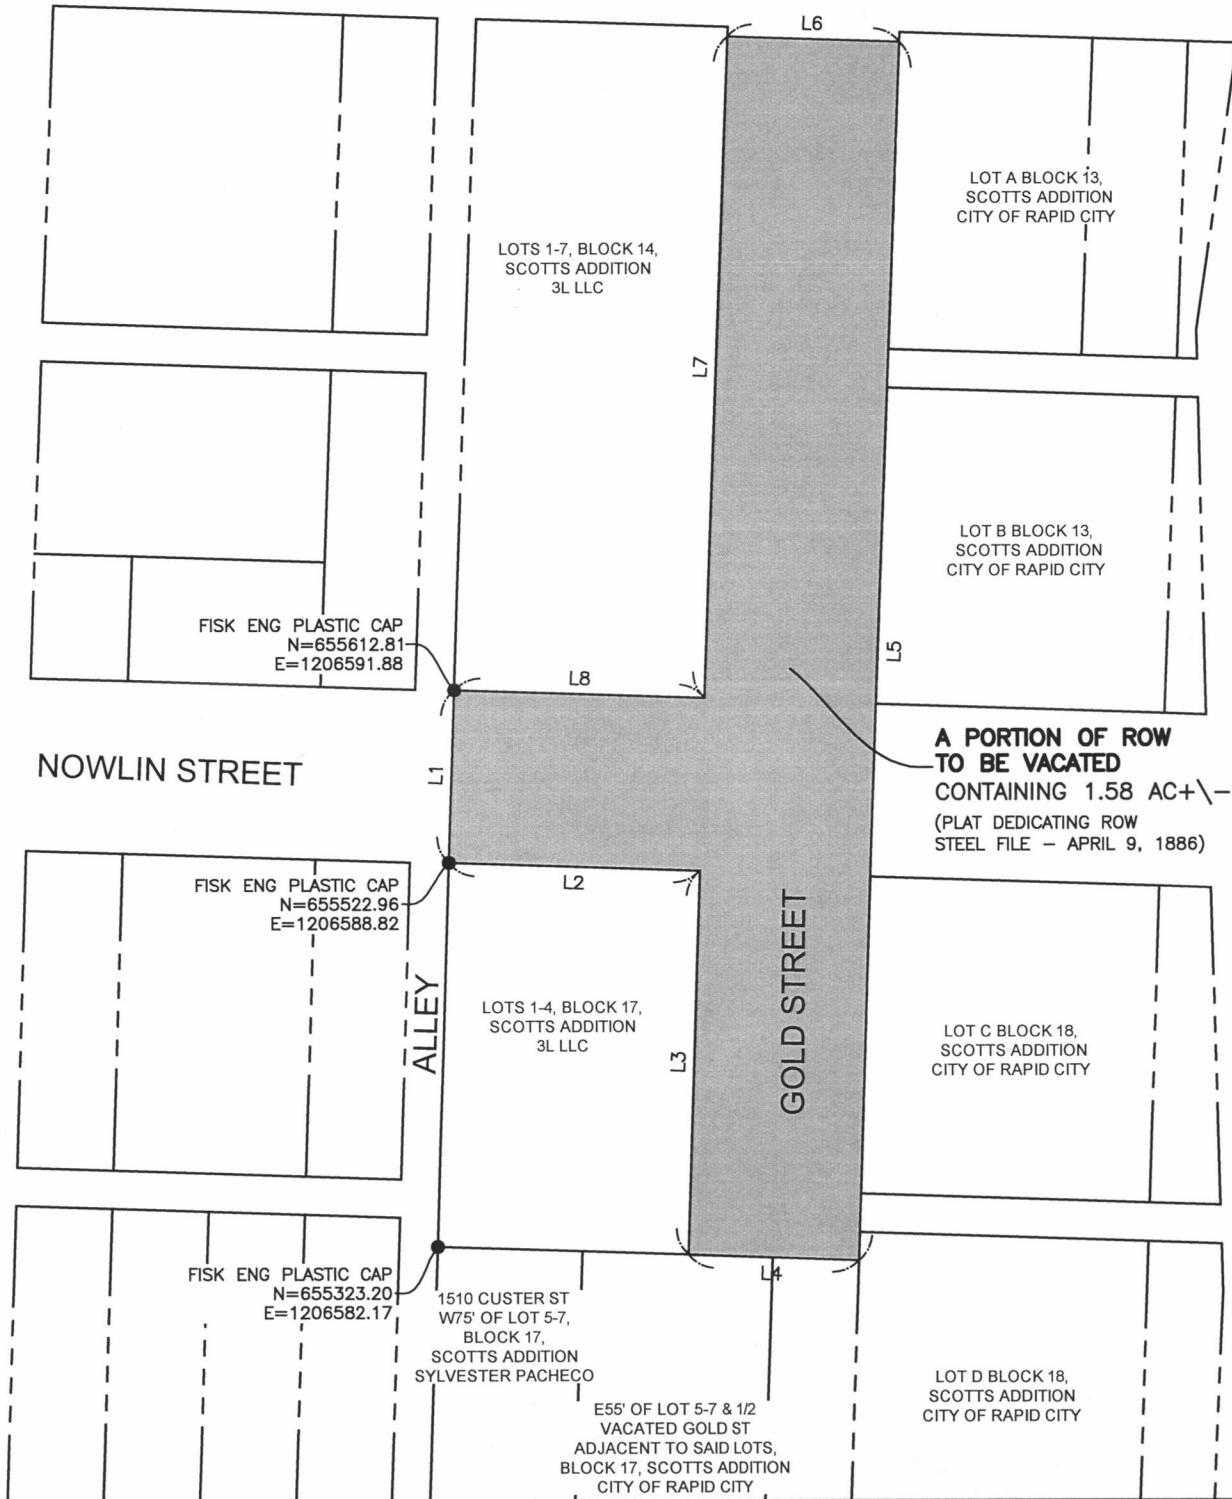 L6
LOT A BLOCK 13,
SCOTTS ADDITION
CITY OF RAPID CITY
LOTS 1-7, BLOCK 14,
SCOTTS ADDITION
3L LLC
L7
LOT B BLOCK 13,
SCOTTS ADDITION
CITY OF RAPID CITY
FISK ENG PLASTIC CAP
N=655612.81
E=1206591.88
L8
L5
NOWLIN STREET
L1
A PORTION OF ROW
TO BE VACATED
CONTAINING 1.58 AC+\-
(PLAT DEDICATING ROW
STEEL FILE – APRIL 9, 1886)
FISK ENG PLASTIC CAP
N=655522.96
E=1206588.82
L2
GOLD STREET
ALLEY
LOTS 1-4, BLOCK 17,
SCOTTS ADDITION
3L LLC
L3
LOT C BLOCK 18,
SCOTTS ADDITION
CITY OF RAPID CITY
FISK ENG PLASTIC CAP
N=655323.20
E=1206582.17
L4
1510 CUSTER ST
W75' OF LOT 5-7,
BLOCK 17,
SCOTTS ADDITION
SYLVESTER PACHECO
E55' OF LOT 5-7 & 1/2
VACATED GOLD ST
ADJACENT TO SAID LOTS,
BLOCK 17, SCOTTS ADDITION
CITY OF RAPID CITY
LOT D BLOCK 18,
SCOTTS ADDITION
CITY OF RAPID CITY